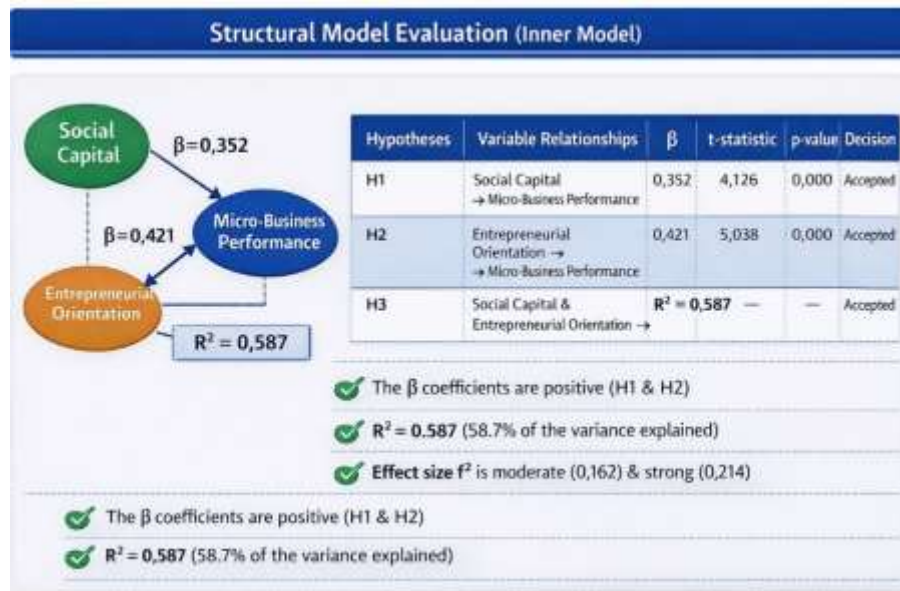 Structural Model Evaluation (Inner Model)
Social
Capital
β=0,352
β=0,421
Micro-Business
Performance
Entrepreneurial
Orientation
R² = 0,587
Hypotheses Variable Relationships β t-statistic p-value Decision
H1 Social Capital 0,352 4,126 0,000 Accepted
→ Micro-Business Performance
H2 Entrepreneurial 0,421 5,038 0,000 Accepted
Orientation →
→ Micro-Business Performance
H3 Social Capital & R² = 0,587 — — Accepted
Entrepreneurial Orientation →
The β coefficients are positive (H1 & H2)
R² = 0.587 (58.7% of the variance explained)
Effect size f² is moderate (0,162) & strong (0,214)
The β coefficients are positive (H1 & H2)
R² = 0,587 (58.7% of the variance explained)